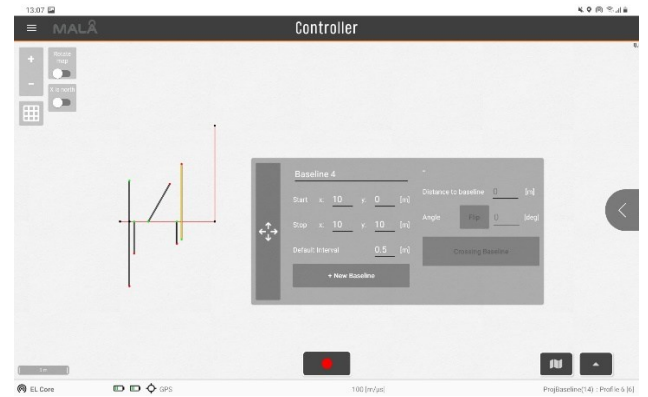 13:07
MALÅ
Controller
+
Rotate map
-
X is north
Baseline 4
-
Distance to baseline 0 [m]
Start x: 10 y: 0 [m]
Angle Flip 0 [deg]
Stop x: 10 y: 10 [m]
Default Interval 0.5 [m]
Crossing Baseline
+ New Baseline
EL Core
GPS
100 [m/µs]
ProjBaseline(14) : Profile 6 [6]